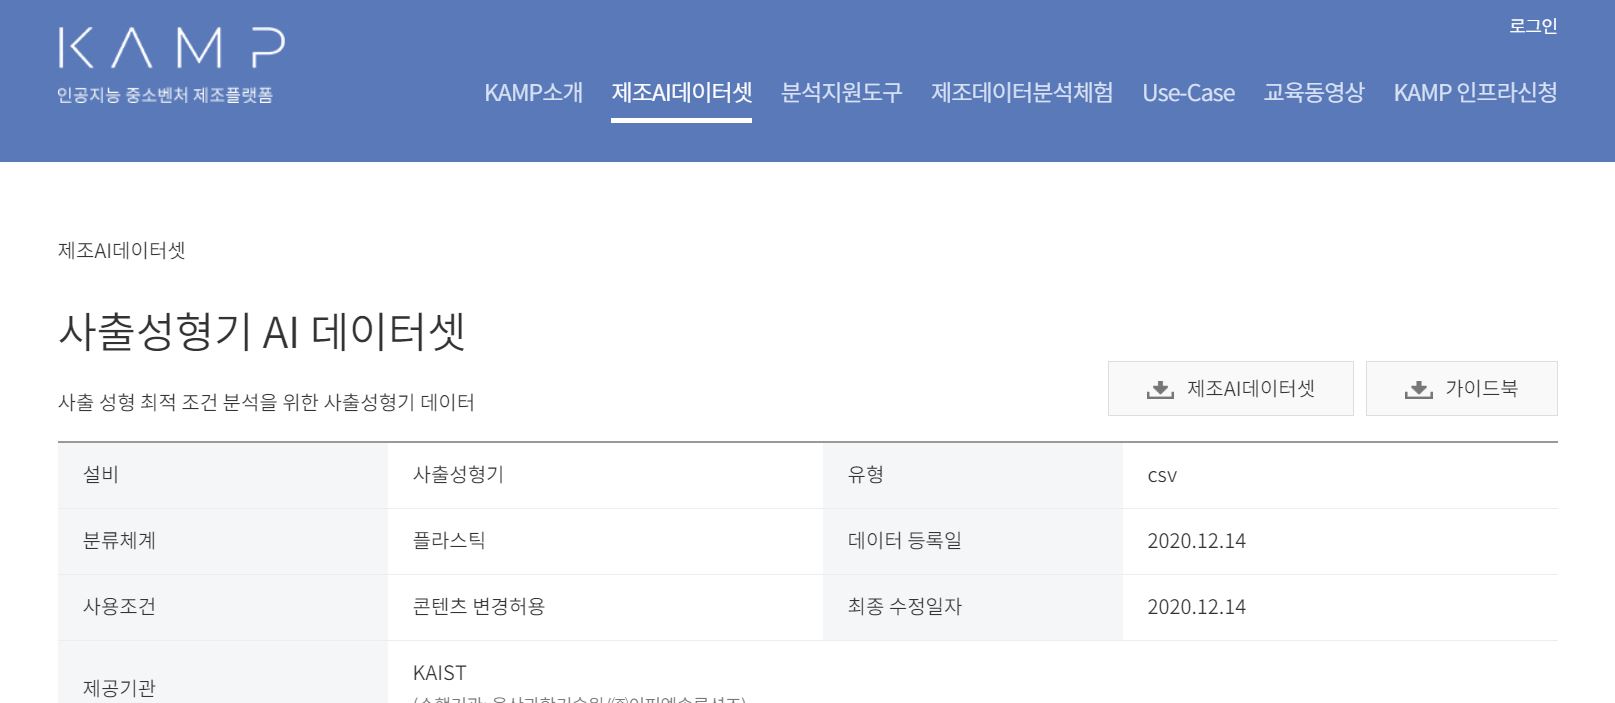 로그인
KAMP
인공지능 중소벤처 제조플랫폼
KAMP소개 제조AI데이터셋 분석지원도구 제조데이터분석체험 Use-Case 교육동영상 KAMP 인프라신청
제조AI데이터셋
사출성형기 AI 데이터셋
사출 성형 최적 조건 분석을 위한 사출성형기 데이터
제조AI데이터셋 가이드북
설비 사출성형기 유형 csv
분류체계 플라스틱 데이터 등록일 2020.12.14
사용조건 콘텐츠 변경허용 최종 수정일자 2020.12.14
제공기관 KAIST